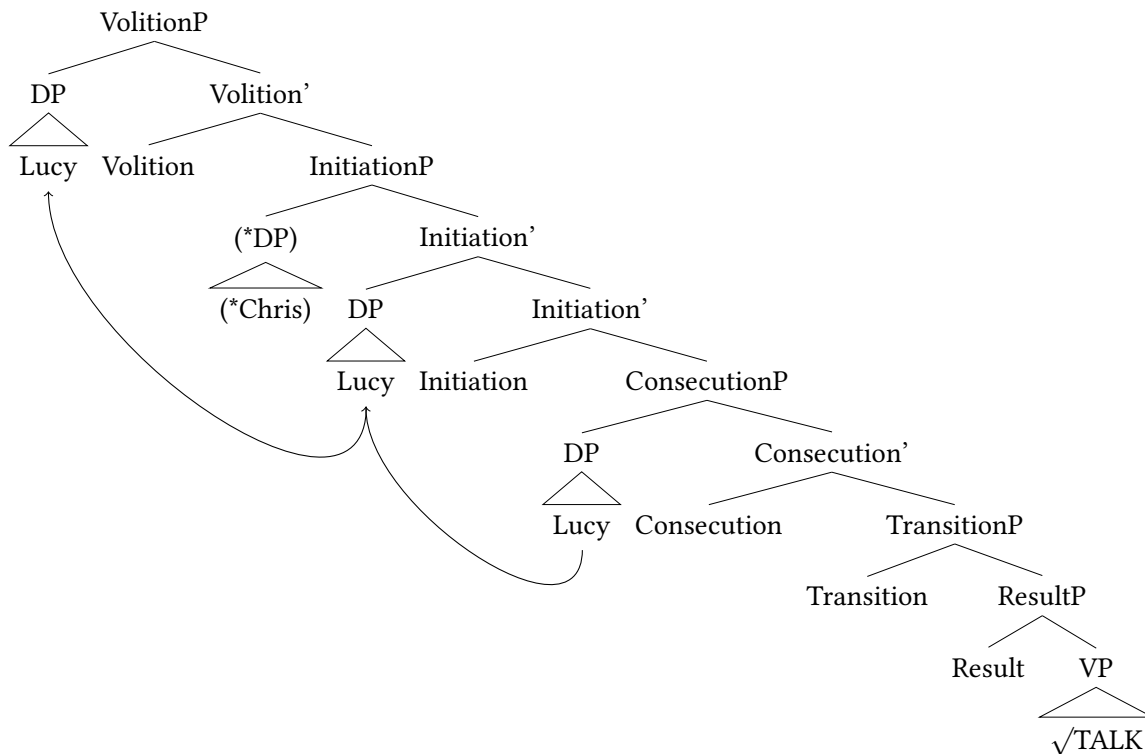 VolitionP
DP Volition’
Lucy Volition InitiationP
(*DP) Initiation’
(*Chris) DP Initiation’
Lucy Initiation ConsecutionP
DP Consecution’
Lucy Consecution TransitionP
Transition ResultP
Result VP
√TALK